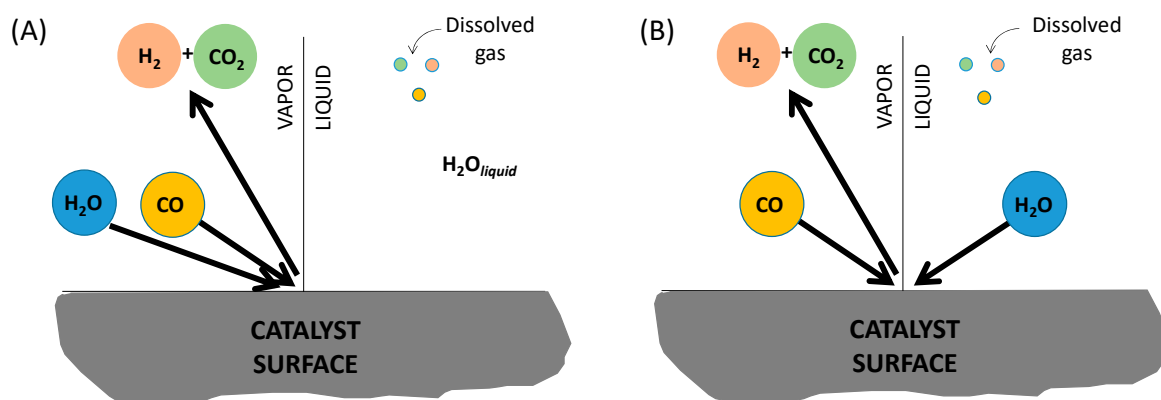 (A)
H₂ + CO₂
Dissolved
gas
VAPOR
LIQUID
H₂O CO
H₂Oliquid
CATALYST
SURFACE
(B)
H₂ + CO₂
Dissolved
gas
VAPOR
LIQUID
CO
H₂O
CATALYST
SURFACE